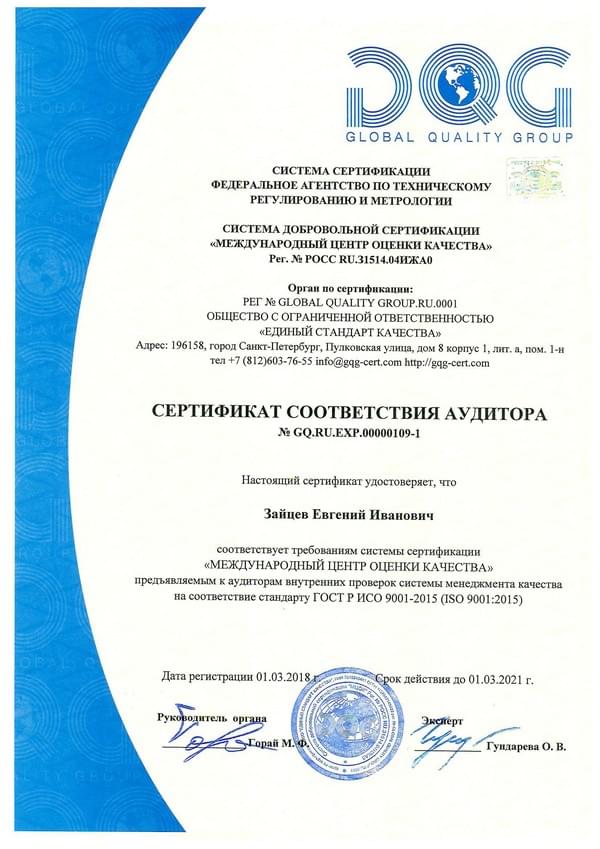 GQG
GLOBAL QUALITY GROUP
СИСТЕМА СЕРТИФИКАЦИИ
ФЕДЕРАЛЬНОЕ АГЕНТСТВО ПО ТЕХНИЧЕСКОМУ
РЕГУЛИРОВАНИЮ И МЕТРОЛОГИИ
СИСТЕМА ДОБРОВОЛЬНОЙ СЕРТИФИКАЦИИ
«МЕЖДУНАРОДНЫЙ ЦЕНТР ОЦЕНКИ КАЧЕСТВА»
Рег. № РОСС RU.31514.04ИЖА0
Орган по сертификации:
РЕГ № GLOBAL QUALITY GROUP.RU.0001
ОБЩЕСТВО С ОГРАНИЧЕННОЙ ОТВЕТСТВЕННОСТЬЮ
«ЕДИНЫЙ СТАНДАРТ КАЧЕСТВА»
Адрес: 196158, город Санкт-Петербург, Пулковская улица, дом 8 корпус 1, лит. а, пом. 1-н
тел +7 (812)603-76-55 info@gqg-cert.com http://gqg-cert.com
СЕРТИФИКАТ СООТВЕТСТВИЯ АУДИТОРА
№ GQ.RU.EXP.00000109-1
Настоящий сертификат удостоверяет, что
Зайцев Евгений Иванович
соответствует требованиям системы сертификации
«МЕЖДУНАРОДНЫЙ ЦЕНТР ОЦЕНКИ КАЧЕСТВА»
предъявляемым к аудиторам внутренних проверок системы менеджмента качества
на соответствие стандарту ГОСТ Р ИСО 9001-2015 (ISO 9001:2015)
Дата регистрации 01.03.2018 г. Срок действия до 01.03.2021 г.
Руководитель органа Эксперт
Горай М. Ф. Гундарева О. В.